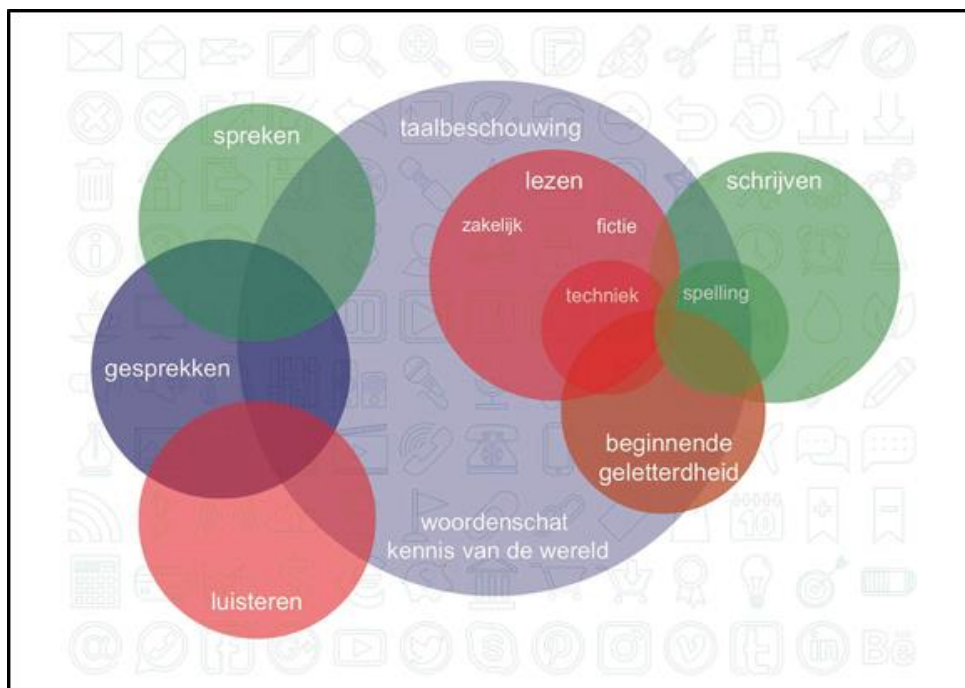 spreken
taalbeschouwing
lezen
schrijven
zakelijk
fictie
techniek
spelling
gesprekken
beginnende
geletterdheid
woordenschat
kennis van de wereld
luisteren